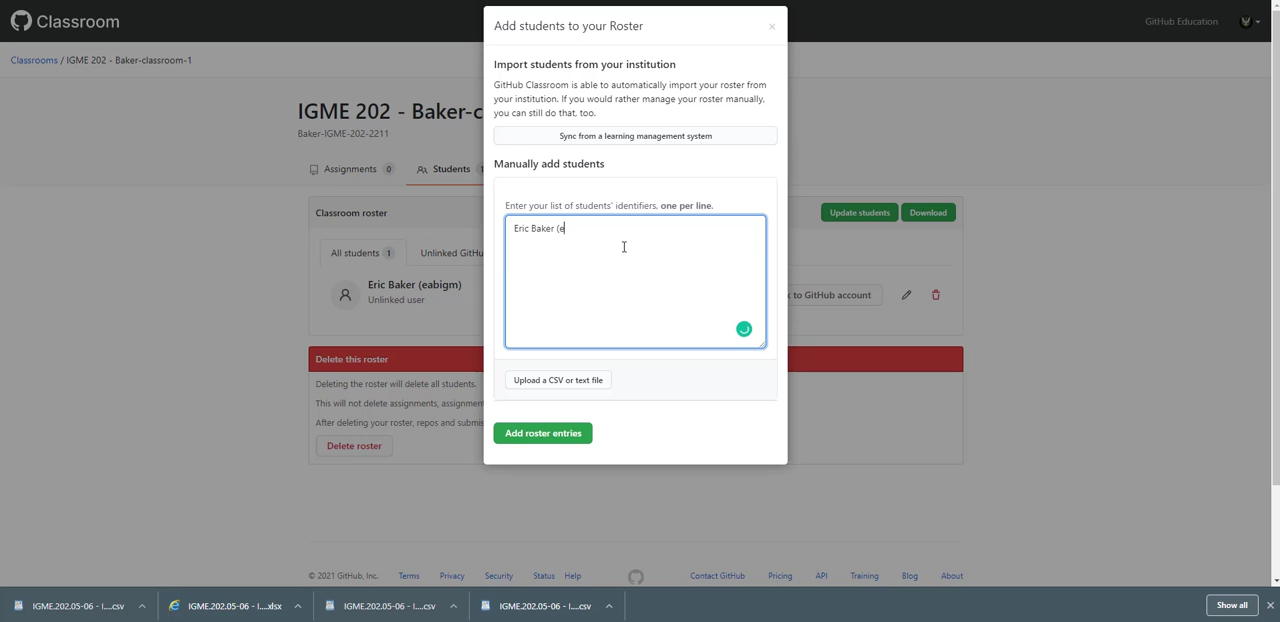 Classroom
GitHub Education
Classrooms / IGME 202 - Baker-classroom-1
IGME 202 - Baker-c
Baker-IGME-202-2211
Assignments 0
Students 1
Classroom roster
Update students
Download
All students 1
Unlinked GitHu
Eric Baker (eabigm)
Unlinked user
k to GitHub account
Delete this roster
Deleting the roster will delete all students.
This will not delete assignments, assignment
After deleting your roster, repos and submis
Delete roster
Add students to your Roster
×
Import students from your institution
GitHub Classroom is able to automatically import your roster from
your institution. If you would rather manage your roster manually,
you can still do that, too.
Sync from a learning management system
Manually add students
Enter your list of students' identifiers, one per line.
Eric Baker (e
Upload a CSV or text file
Add roster entries
© 2021 GitHub, Inc.
Terms
Privacy
Security
Status
Help
Contact GitHub
Pricing
API
Training
Blog
About
IGME.202.05-06 - I....csv
IGME.202.05-06 - I....xlsx
IGME.202.05-06 - I....csv
IGME.202.05-06 - I....csv
Show all